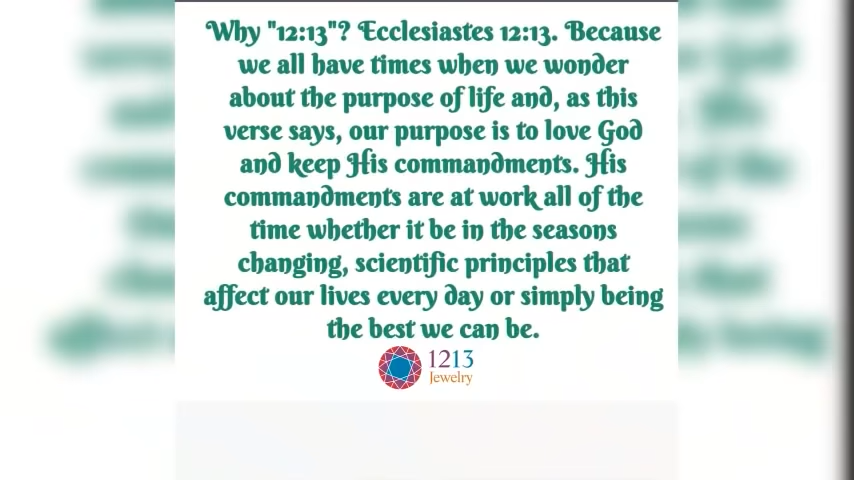 Why "12:13"? Ecclesiastes 12:13. Because
we all have times when we wonder
about the purpose of life and, as this
verse says, our purpose is to love God
and keep His commandments. His
commandments are at work all of the
time whether it be in the seasons
changing, scientific principles that
affect our lives every day or simply being
the best we can be.
1213
Jewelry